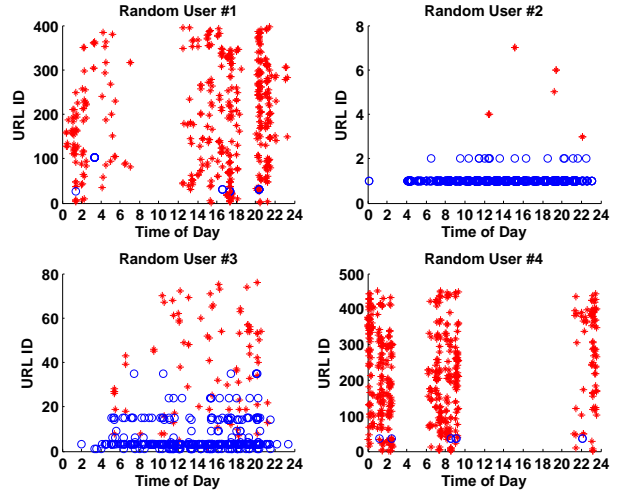 Random User #1
400
300
200
100
0
URL ID
0 2 4 6 8 10 12 14 16 18 20 22 24
Time of Day
Random User #2
8
6
4
2
0
URL ID
0 2 4 6 8 10 12 14 16 18 20 22 24
Time of Day
Random User #3
80
60
40
20
0
URL ID
0 2 4 6 8 10 12 14 16 18 20 22 24
Time of Day
Random User #4
500
400
300
200
100
0
URL ID
0 2 4 6 8 10 12 14 16 18 20 22 24
Time of Day